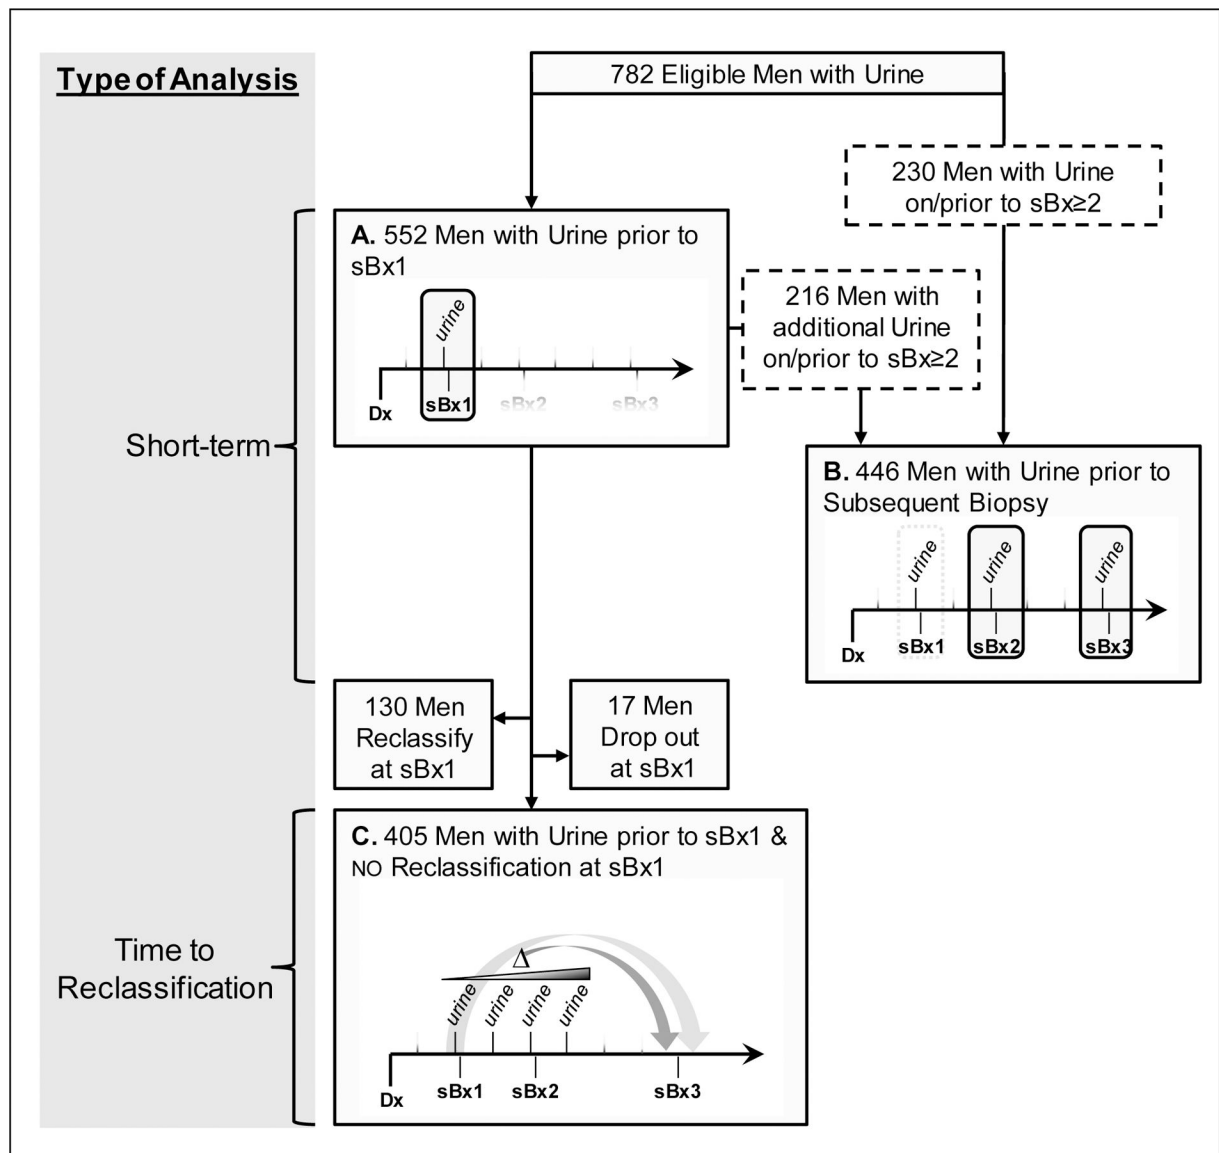 Type of Analysis
782 Eligible Men with Urine
230 Men with Urine
on/prior to sBx≥2
A. 552 Men with Urine prior to
sBx1
urine
Dx
sBx1
sBx2
sBx3
216 Men with
additional Urine
on/prior to sBx≥2
Short-term
B. 446 Men with Urine prior to
Subsequent Biopsy
urine
urine
urine
Dx
sBx1
sBx2
sBx3
130 Men
Reclassify
at sBx1
17 Men
Drop out
at sBx1
C. 405 Men with Urine prior to sBx1 &
NO Reclassification at sBx1
Time to
Reclassification
Δ
urine
urine
urine
urine
Dx
sBx1
sBx2
sBx3